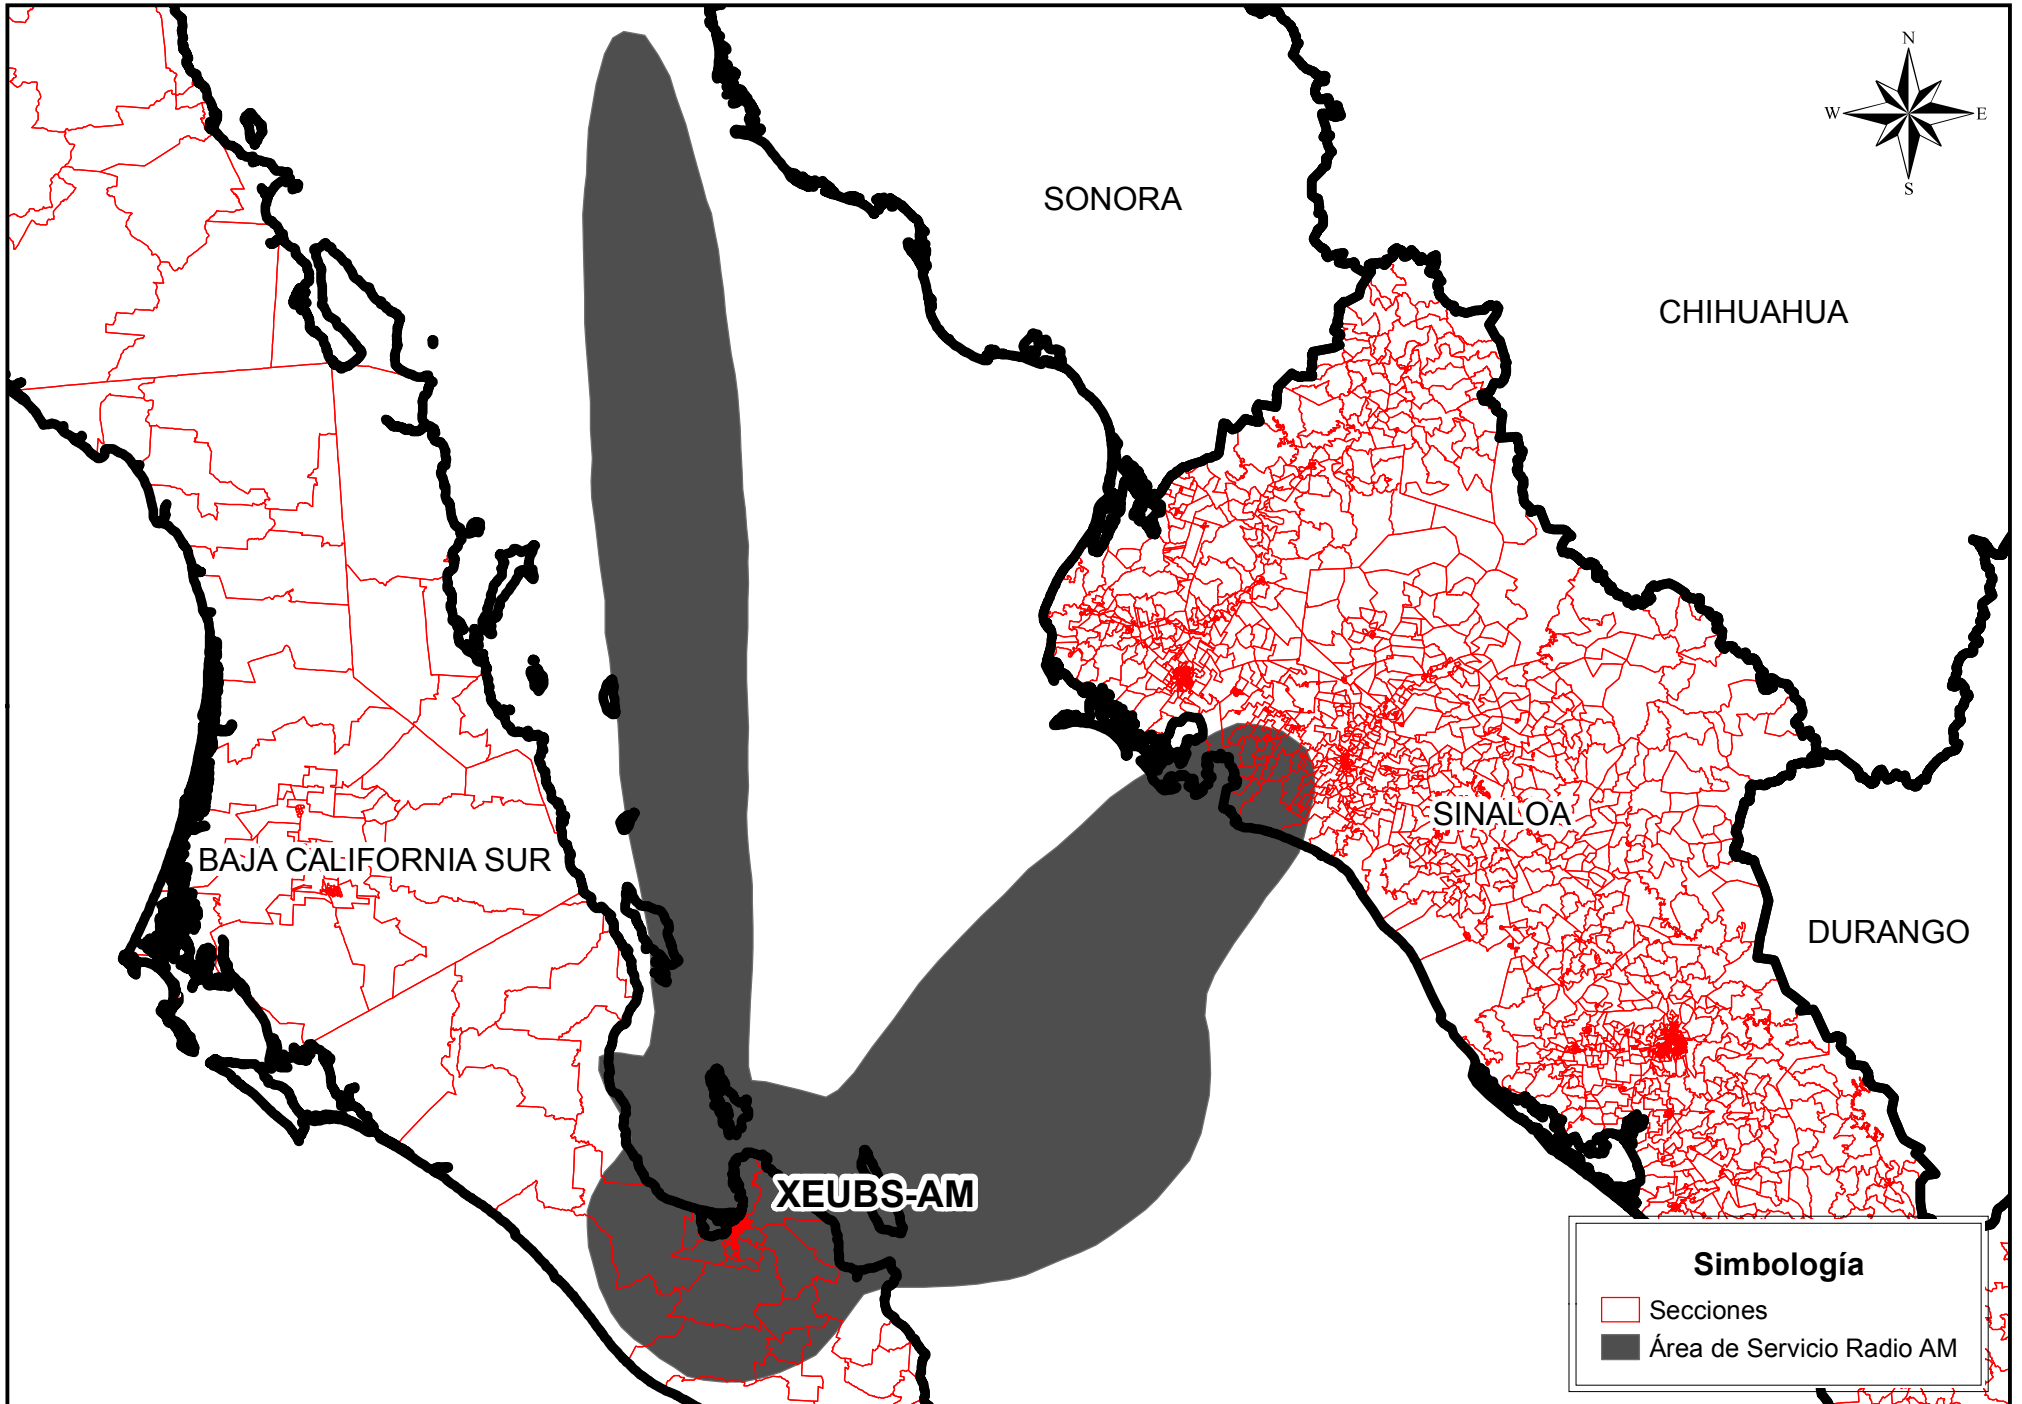 N
W E
S
SONORA
CHIHUAHUA
SINALOA
BAJA CALIFORNIA SUR
DURANGO
XEUBS-AM
Simbología
Secciones
Área de Servicio Radio AM